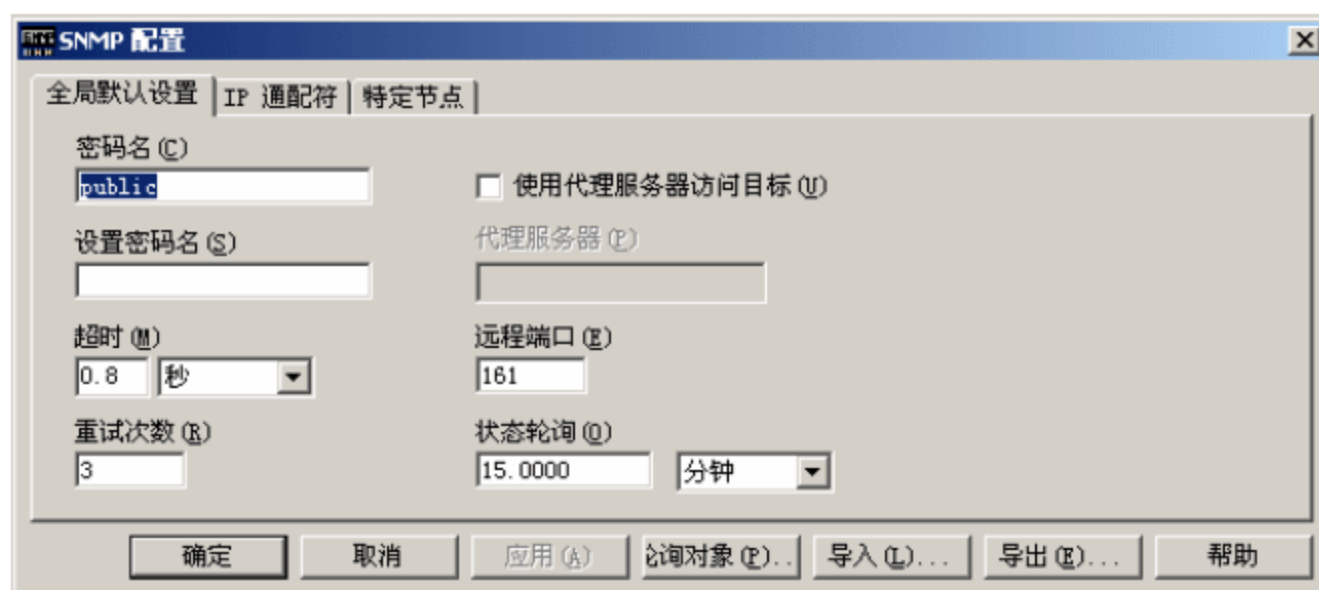 SNMP 配置
全局默认设置 IP 通配符 特定节点
密码名(C)
public
使用代理服务器访问目标(U)
设置密码名(S)
代理服务器(P)
超时(M)
远程端口(E)
0.8 秒
161
重试次数(R)
状态轮询(O)
3
15.0000 分钟
确定 取消 应用(A) 询对象(P).. 导入(L)... 导出(E)... 帮助